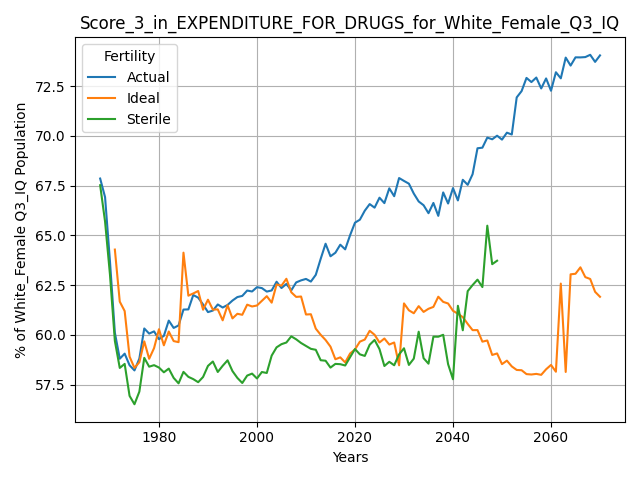 Score_3_in_EXPENDITURE_FOR_DRUGS_for_White_Female_Q3_IQ
Fertility
Actual
Ideal
Sterile
% of White_Female Q3_IQ Population
72.5
70.0
67.5
65.0
62.5
60.0
57.5
1980
2000
2020
2040
2060
Years